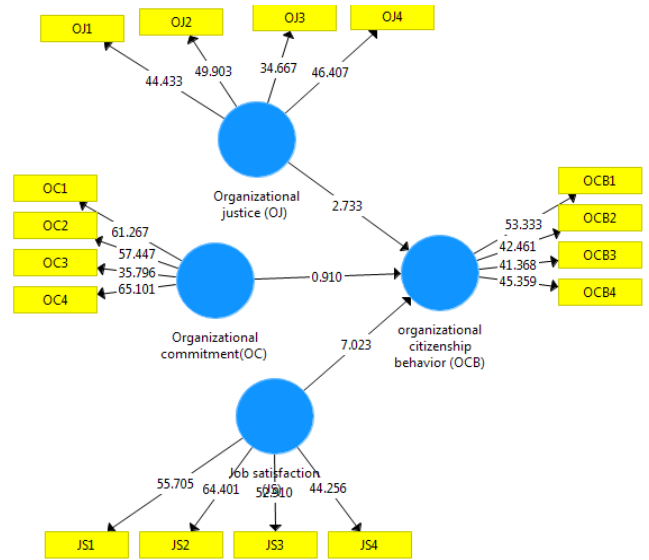 OJ1
OJ2
OJ3
OJ4
44.433
49.903
34.667
46.407
Organizational
justice (OJ)
2.733
OC1
OC2
OC3
OC4
61.267
57.447
35.796
65.101
Organizational
commitment(OC)
0.910
OCB1
OCB2
OCB3
OCB4
53.333
42.461
41.368
45.359
organizational
citizenship
behavior (OCB)
7.023
Job satisfaction
55.705
64.401
44.256
JS1
JS2
JS3
JS4